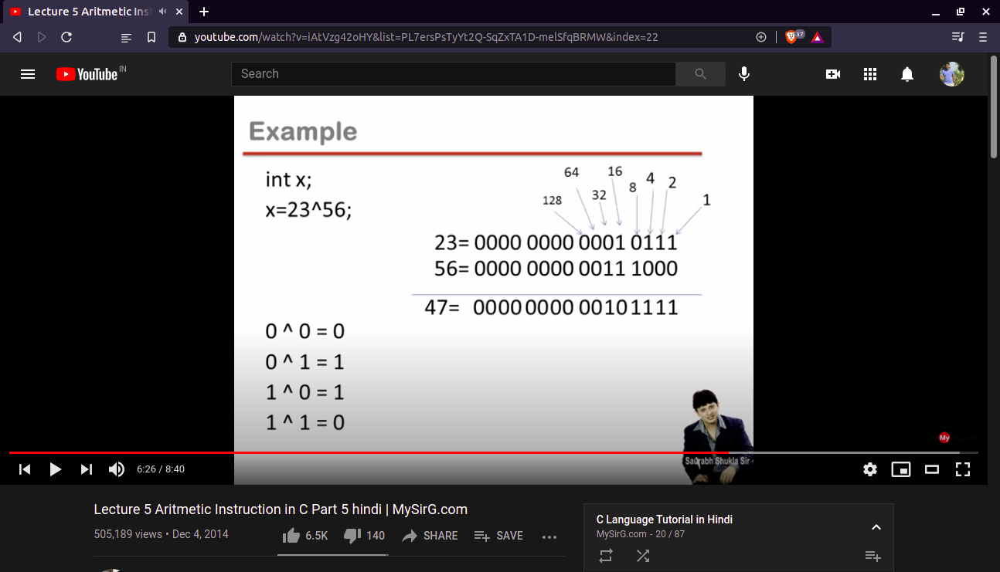 Lecture 5 Aritmetic Inst
youtube.com/watch?v=iAtVzg42oHY&list=PL7ersPsTyYt2Q-SqZxTA1D-melSfqBRMW&index=22
37
YouTube IN
Search
Example
int x;
x=23^56;
128 64 32 16 8 4 2 1
23= 0000 0000 0001 0111
56= 0000 0000 0011 1000
47= 0000 0000 0010 1111
0 ^ 0 = 0
0 ^ 1 = 1
1 ^ 0 = 1
1 ^ 1 = 0
Saurabh Shukla Sir
My
6:26 / 8:40
Lecture 5 Aritmetic Instruction in C Part 5 hindi | MySirG.com
505,189 views • Dec 4, 2014
6.5K 140 SHARE SAVE
C Language Tutorial in Hindi
MySirG.com - 20 / 87